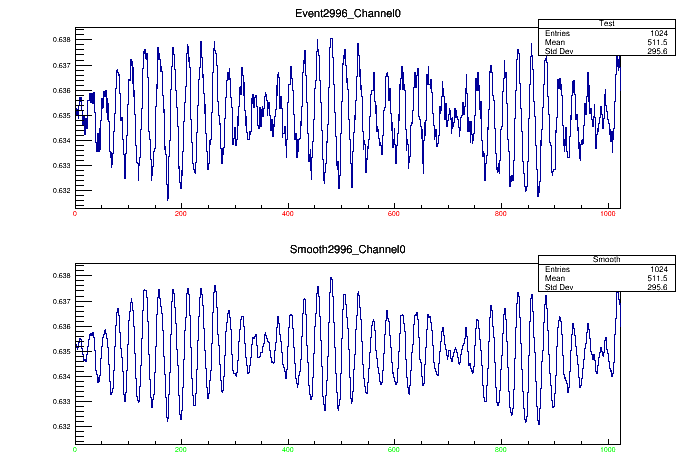 Event2996_Channel0
Test
Entries 1024
Mean 511.5
Std Dev 295.6
0.638
0.637
0.636
0.635
0.634
0.633
0.632
0 200 400 600 800 1000
Smooth2996_Channel0
Smooth
Entries 1024
Mean 511.5
Std Dev 295.6
0.638
0.637
0.636
0.635
0.634
0.633
0.632
0 200 400 600 800 1000